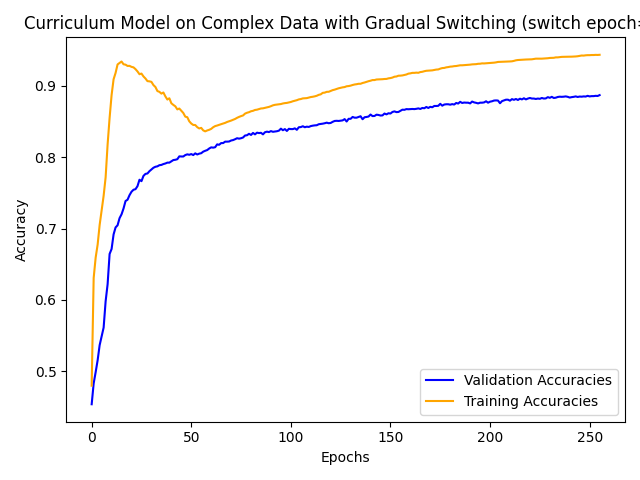 Curriculum Model on Complex Data with Gradual Switching (switch epoch=
Accuracy
0.9
0.8
0.7
0.6
0.5
0 50 100 150 200 250
Epochs
Validation Accuracies
Training Accuracies